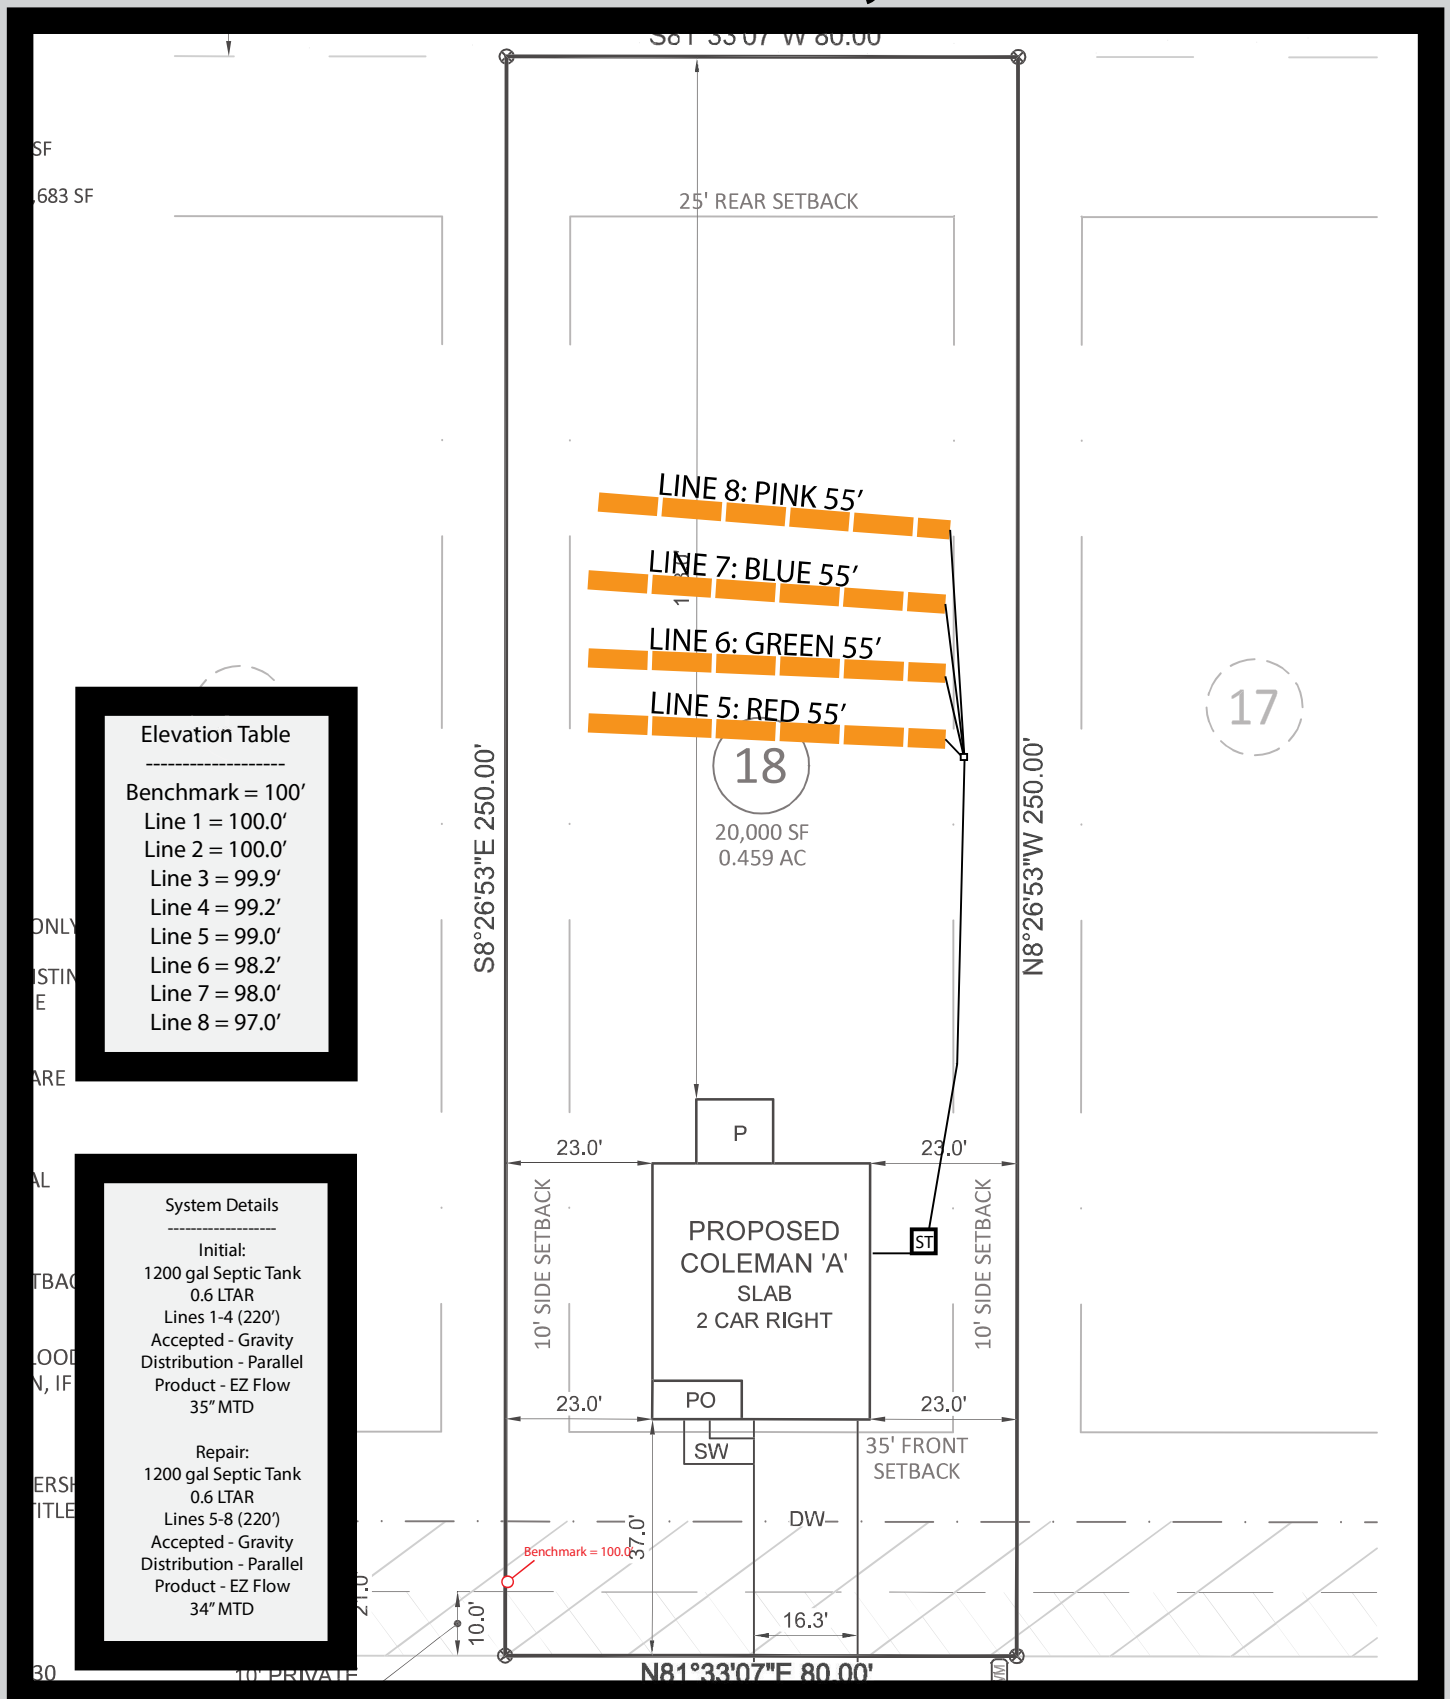 S81°33'07"W 80.00'
SF
,683 SF
25' REAR SETBACK
LINE 8: PINK 55′
LINE 7: BLUE 55′
LINE 6: GREEN 55′
LINE 5: RED 55′
18
20,000 SF
0.459 AC
17
S8°26'53"E 250.00'
N8°26'53"W 250.00'
Elevation Table
-------------------
Benchmark = 100′
Line 1 = 100.0′
Line 2 = 100.0′
Line 3 = 99.9′
Line 4 = 99.2′
Line 5 = 99.0′
Line 6 = 98.2′
Line 7 = 98.0′
Line 8 = 97.0′
ONLY
ISTIN
E
ARE
AL
TBAC
LOOD
N, IF
ERSH
TITLE
30
System Details
-------------------
Initial:
1200 gal Septic Tank
0.6 LTAR
Lines 1-4 (220′)
Accepted - Gravity
Distribution - Parallel
Product - EZ Flow
35″ MTD
Repair:
1200 gal Septic Tank
0.6 LTAR
Lines 5-8 (220′)
Accepted - Gravity
Distribution - Parallel
Product - EZ Flow
34″ MTD
P
23.0'
23.0'
10' SIDE SETBACK
PROPOSED
COLEMAN 'A'
SLAB
2 CAR RIGHT
ST
10' SIDE SETBACK
23.0'
PO
23.0'
SW
35' FRONT
SETBACK
DW
37.0'
Benchmark = 100.0′
21.0'
10.0'
16.3'
10' PRIVATE
N81°33'07"E 80.00'
WM